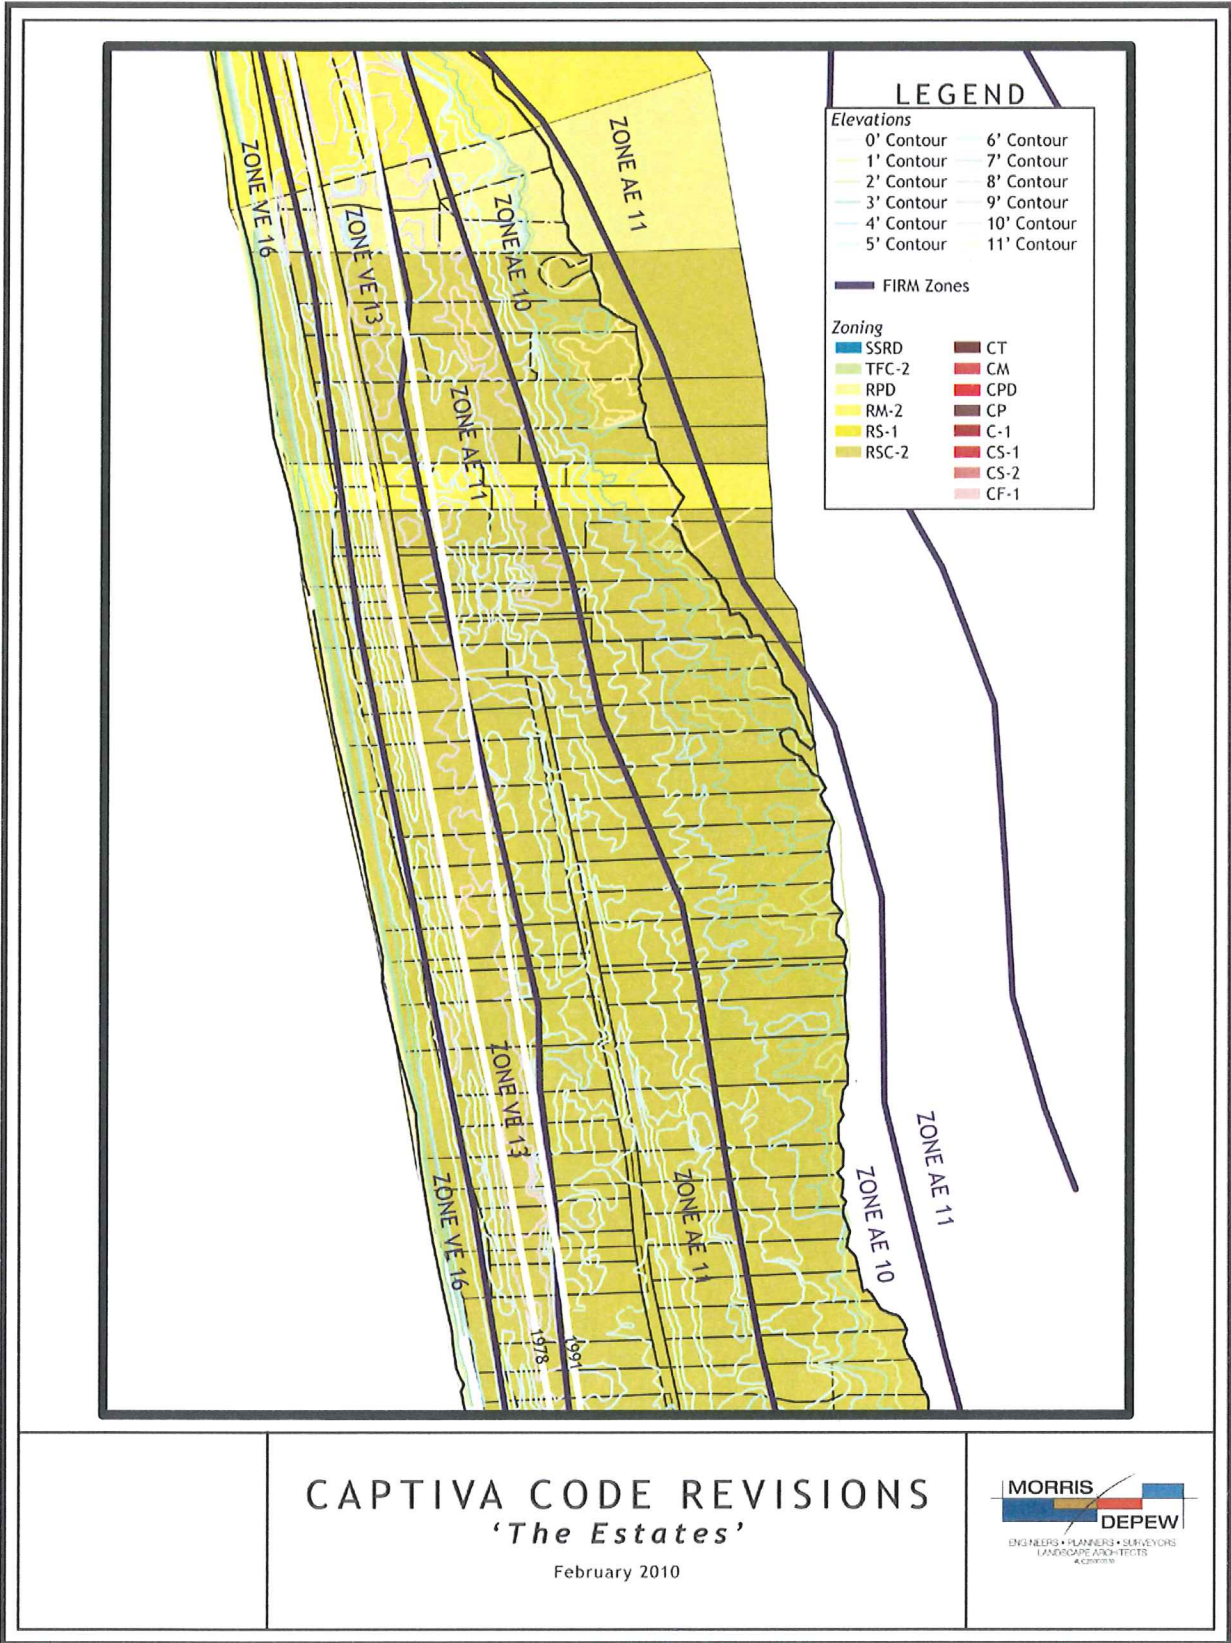 LEGEND
Elevations
0' Contour 6' Contour
1' Contour 7' Contour
2' Contour 8' Contour
3' Contour 9' Contour
4' Contour 10' Contour
5' Contour 11' Contour
FIRM Zones
Zoning
SSRD CT
TFC-2 CM
RPD CPD
RM-2 CP
RS-1 C-1
RSC-2 CS-1
CS-2
CF-1
ZONE VE 16
ZONE VE 13
ZONE AE 10
ZONE AE 11
ZONE AE 11
ZONE VE 13
ZONE VE 16
ZONE AE 11
ZONE AE 10
ZONE AE 11
1978
1991
CAPTIVA CODE REVISIONS
‘The Estates’
February 2010
MORRIS
DEPEW
ENGINEERS • PLANNERS • SURVEYORS
LANDSCAPE ARCHITECTS